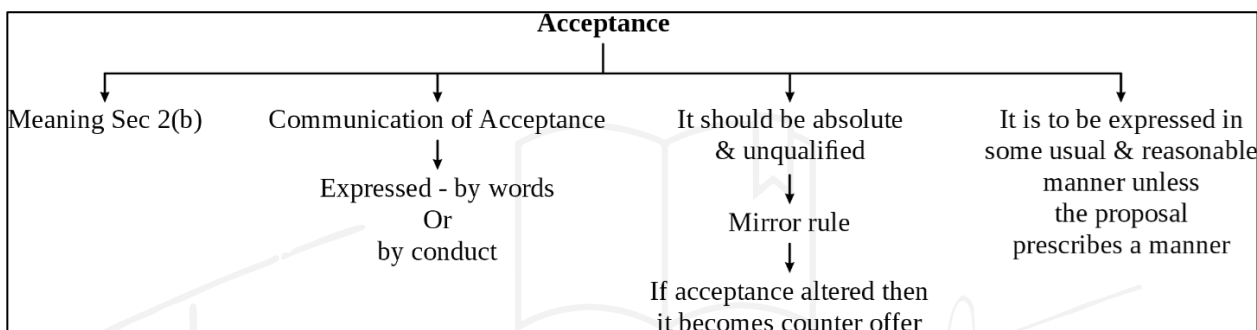 Acceptance
Meaning Sec 2(b)
Communication of Acceptance
Expressed - by words
Or
by conduct
It should be absolute
& unqualified
Mirror rule
If acceptance altered then
it becomes counter offer
It is to be expressed in
some usual & reasonable
manner unless
the proposal
prescribes a manner